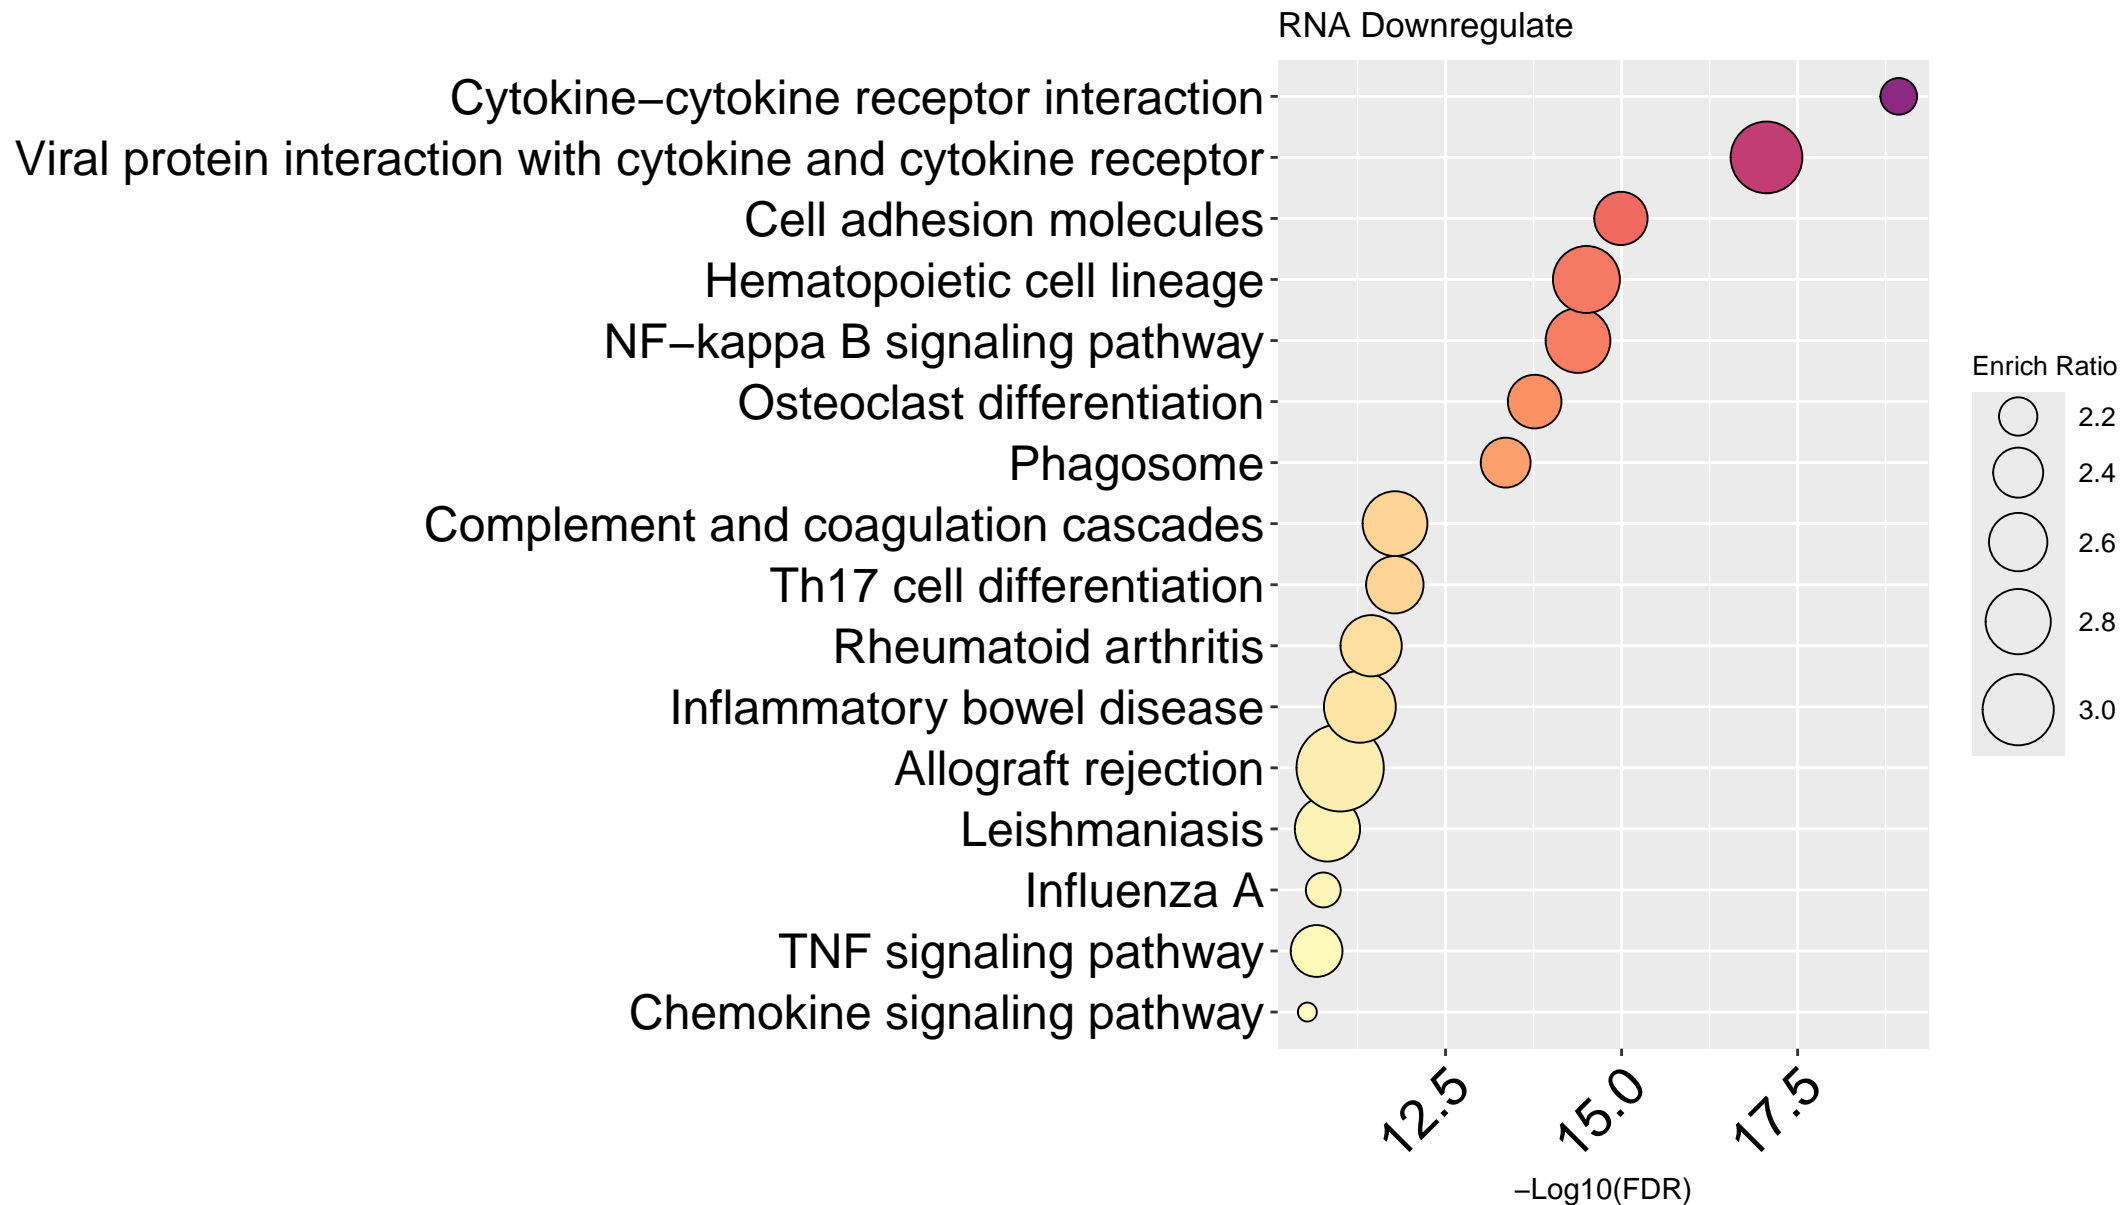 RNA Downregulate
Cytokine−cytokine receptor interaction
Viral protein interaction with cytokine and cytokine receptor
Cell adhesion molecules
Hematopoietic cell lineage
NF−kappa B signaling pathway
Osteoclast differentiation
Phagosome
Complement and coagulation cascades
Th17 cell differentiation
Rheumatoid arthritis
Inflammatory bowel disease
Allograft rejection
Leishmaniasis
Influenza A
TNF signaling pathway
Chemokine signaling pathway
12.5
15.0
17.5
−Log10(FDR)
Enrich Ratio
2.2
2.4
2.6
2.8
3.0